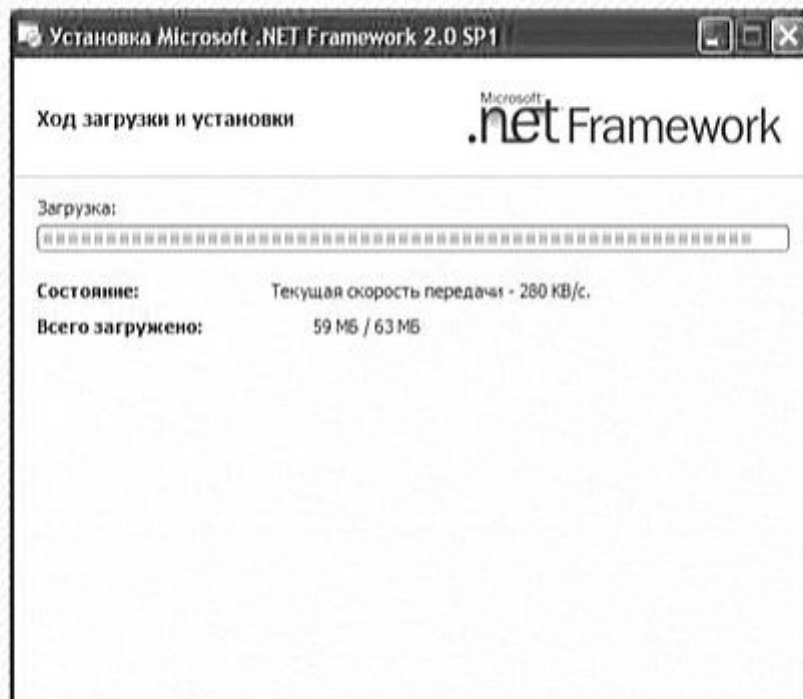 Установка Microsoft .NET Framework 2.0 SP1
Ход загрузки и установки
Microsoft
.net Framework
Загрузка:
Состояние: Текущая скорость передачи - 280 KB/с.
Всего загружено: 59 МБ / 63 МБ